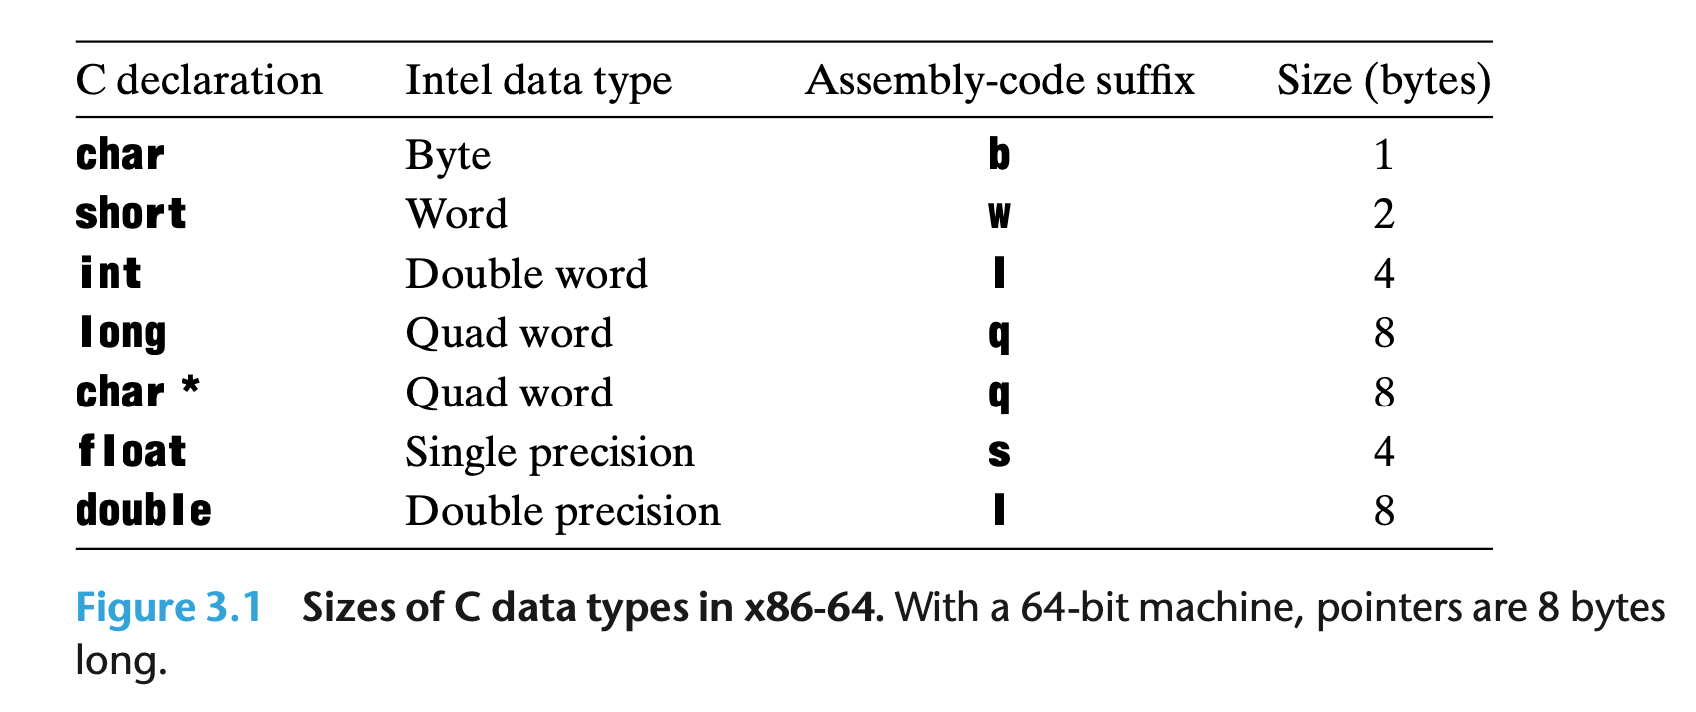 C declaration Intel data type Assembly-code suffix Size (bytes)
char Byte b 1
short Word w 2
int Double word l 4
long Quad word q 8
char * Quad word q 8
float Single precision s 4
double Double precision l 8
Figure 3.1 Sizes of C data types in x86-64. With a 64-bit machine, pointers are 8 bytes
long.